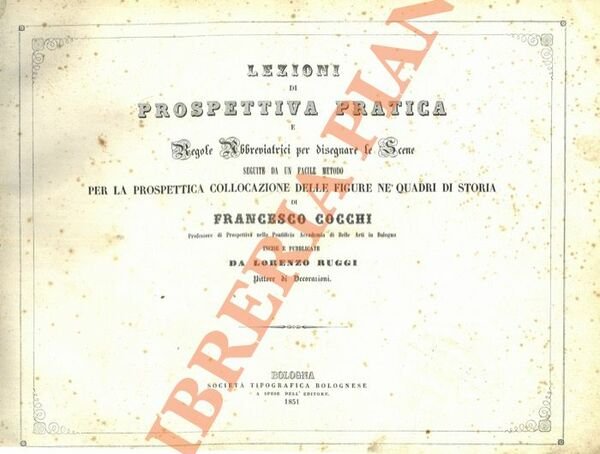 LEZIONI
DI
PROSPETTIVA PRATICA
E
Regole Abbreviatrici per disegnare le Scene
SEGUITE DA UN FACILE METODO
PER LA PROSPETTICA COLLOCAZIONE DELLE FIGURE NE' QUADRI DI STORIA
DI
FRANCESCO COCCHI
Professore di Prospettiva nella Pontificia Accademia di Belle Arti in Bologna
INCISE E PUBBLICATE
DA LORENZO RUGGI
Pittore di Decorazioni.
BOLOGNA
SOCIETÀ TIPOGRAFICA BOLOGNESE
A SPESE DELL' EDITORE.
1851
LIBRERIA PIAN